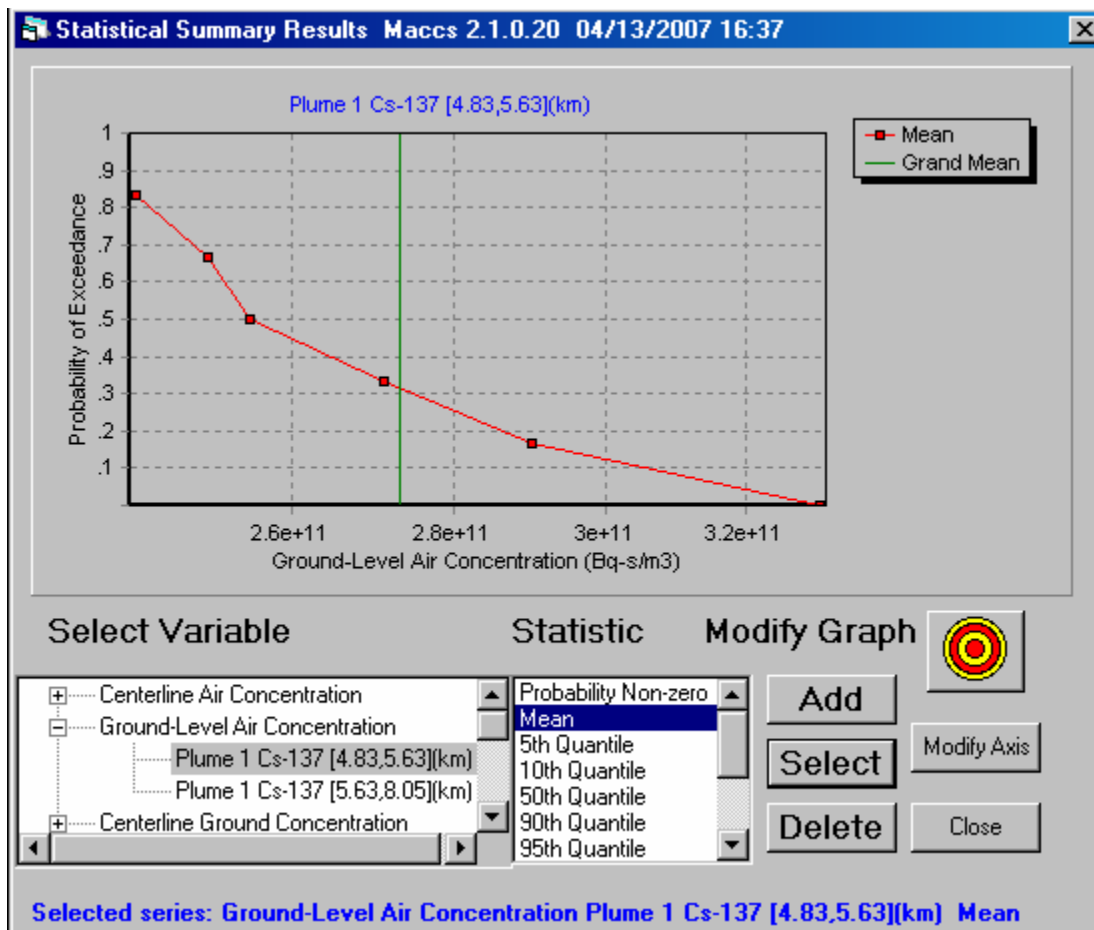 Statistical Summary Results Maccs 2.1.0.20 04/13/2007 16:37
Plume 1 Cs-137 [4.83,5.63](km)
Mean
Grand Mean
Probability of Exceedance
1
.9
.8
.7
.6
.5
.4
.3
.2
.1
2.6e+11 2.8e+11 3e+11 3.2e+11
Ground-Level Air Concentration (Bq-s/m3)
Select Variable
Centerline Air Concentration
Ground-Level Air Concentration
Plume 1 Cs-137 [4.83,5.63](km)
Plume 1 Cs-137 [5.63,8.05](km)
Centerline Ground Concentration
Statistic
Probability Non-zero
Mean
5th Quantile
10th Quantile
50th Quantile
90th Quantile
95th Quantile
Modify Graph
Add
Select
Delete
Modify Axis
Close
Selected series: Ground-Level Air Concentration Plume 1 Cs-137 [4.83,5.63](km) Mean